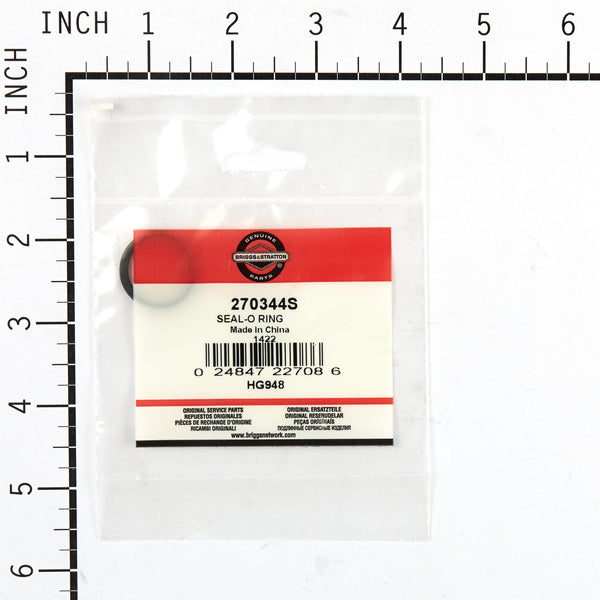 INCH 1 2 3 4 5 6
INCH
1
2
3
4
5
6
GENUINE
BRIGGS & STRATTON
®
PARTS
270344S
SEAL-O RING
Made In China
1422
0 24847 22708 6
HG948
ORIGINAL SERVICE PARTS
REPUESTOS ORIGINALES
PIÈCES DE RECHANGE D'ORIGINE
RICAMBI ORIGINALI
ORIGINAL ERSATZTEILE
ORIGINAL RESERUDELAR
PEÇAS ORIGINAIS
ПОДЛИННЫЕ СЕРВИСНЫЕ ИЗДЕЛИЯ
www.briggsnetwork.com